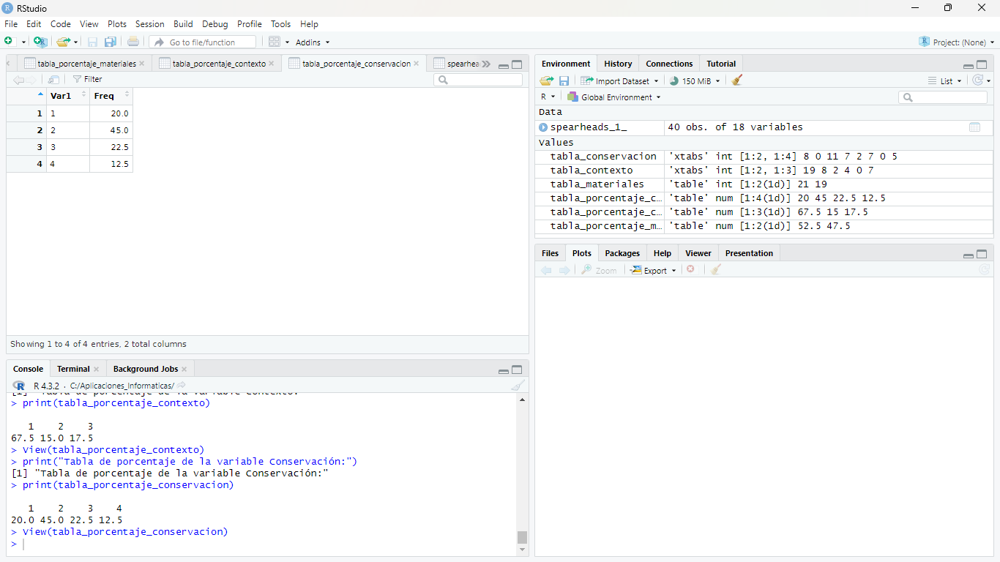 RStudio
File Edit Code View Plots Session Build Debug Profile Tools Help
Go to file/function Addins Project: (None)
tabla_porcentaje_materiales tabla_porcentaje_contexto tabla_porcentaje_conservacion spearhea
Filter
Var1 Freq
1 1 20.0
2 2 45.0
3 3 22.5
4 4 12.5
Showing 1 to 4 of 4 entries, 2 total columns
Console Terminal Background Jobs
R 4.3.2 · C:/Aplicaciones_Informaticas/
[1] "Tabla de porcentaje de la variable Contexto:"
> print(tabla_porcentaje_contexto)
1 2 3
67.5 15.0 17.5
> View(tabla_porcentaje_contexto)
> print("Tabla de porcentaje de la variable Conservación:")
[1] "Tabla de porcentaje de la variable Conservación:"
> print(tabla_porcentaje_conservacion)
1 2 3 4
20.0 45.0 22.5 12.5
> View(tabla_porcentaje_conservacion)
>
Environment History Connections Tutorial
Import Dataset 150 MiB List
R Global Environment
Data
spearheads_1_ 40 obs. of 18 variables
Values
tabla_conservacion 'xtabs' int [1:2, 1:4] 8 0 11 7 2 7 0 5
tabla_contexto 'xtabs' int [1:2, 1:3] 19 8 2 4 0 7
tabla_materiales 'table' int [1:2(1d)] 21 19
tabla_porcentaje_c… 'table' num [1:4(1d)] 20 45 22.5 12.5
tabla_porcentaje_c… 'table' num [1:3(1d)] 67.5 15 17.5
tabla_porcentaje_m… 'table' num [1:2(1d)] 52.5 47.5
Files Plots Packages Help Viewer Presentation
Zoom Export